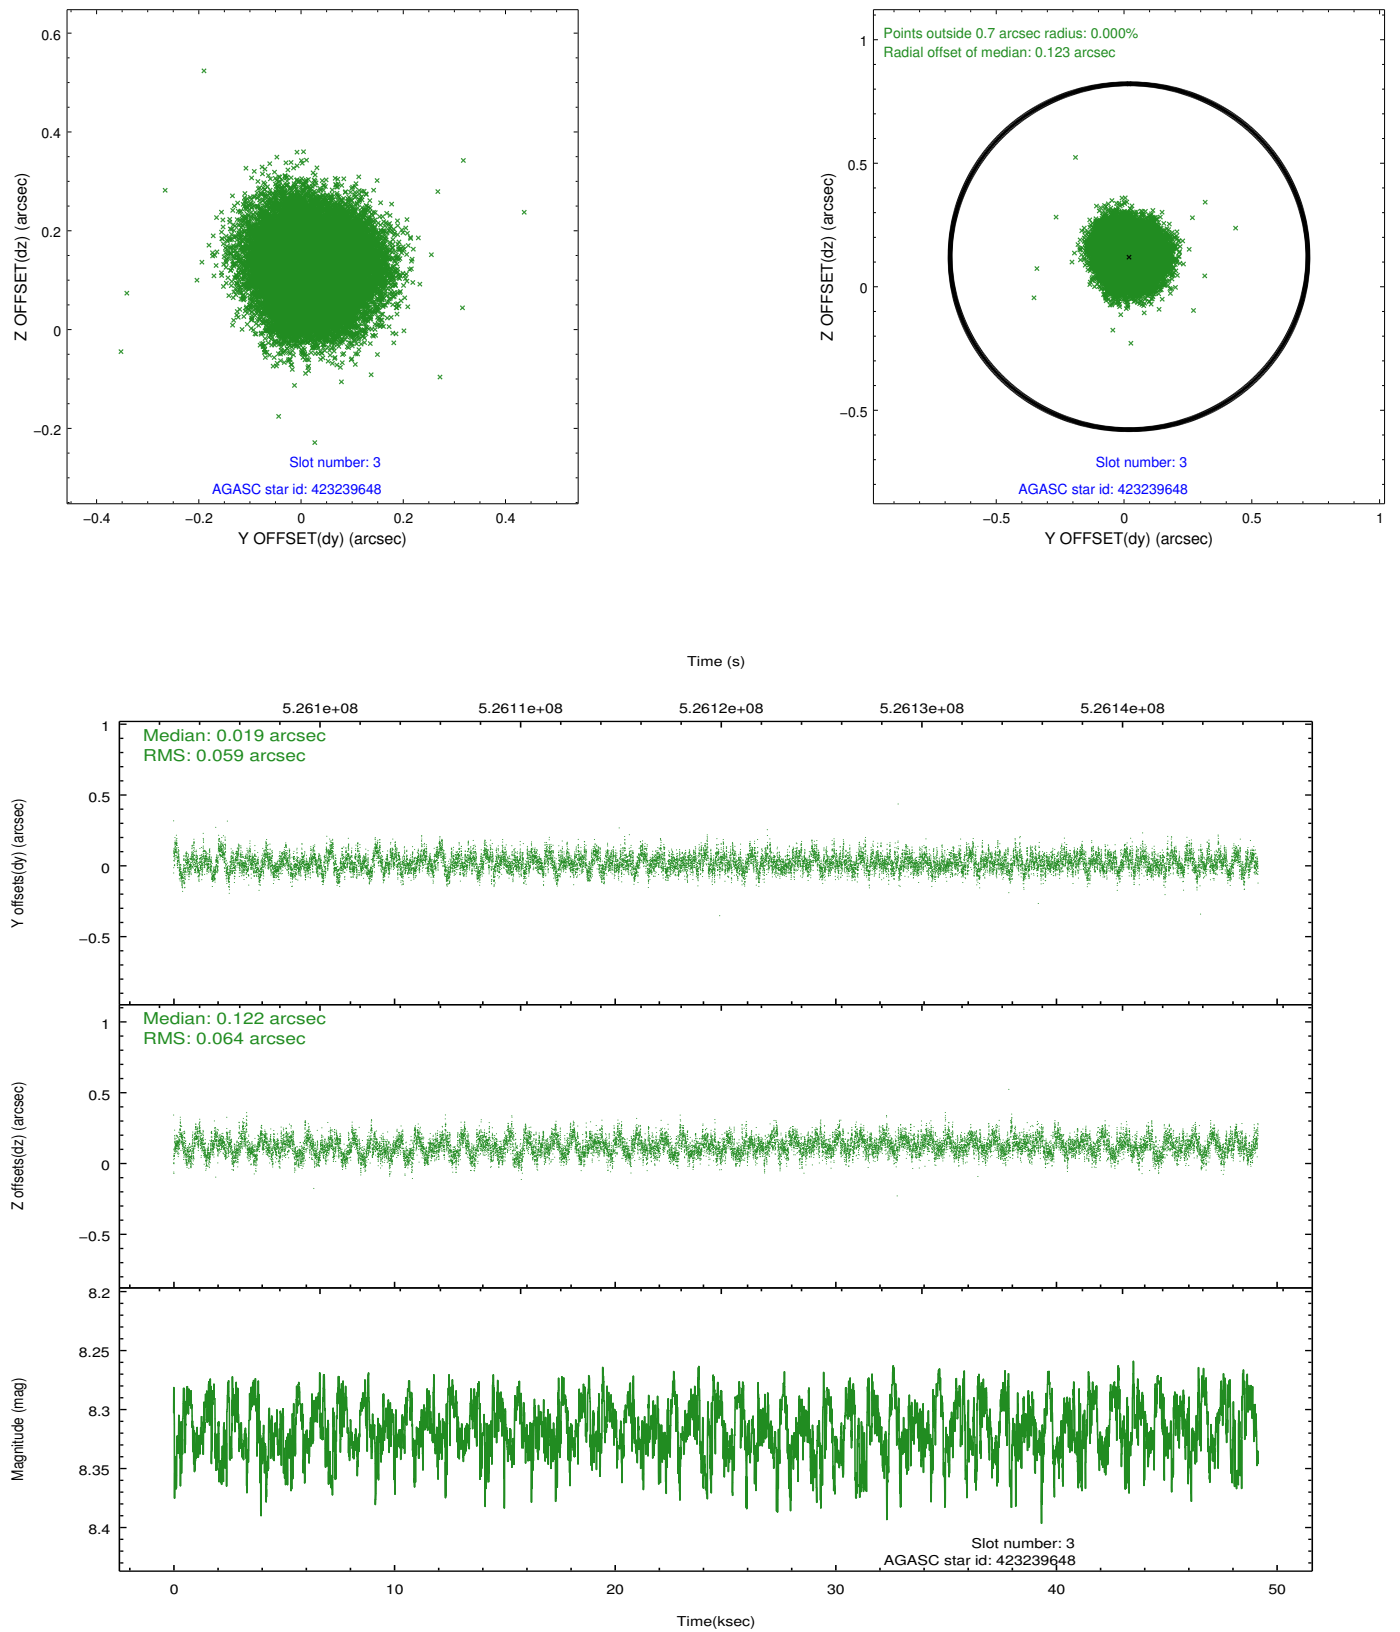 0.6
0.4
0.2
0
−0.2
Z OFFSET(dz) (arcsec)
Slot number: 3
AGASC star id: 423239648
−0.4 −0.2 0 0.2 0.4
Y OFFSET(dy) (arcsec)
Points outside 0.7 arcsec radius: 0.000%
Radial offset of median: 0.123 arcsec
1
0.5
0
−0.5
Z OFFSET(dz) (arcsec)
Slot number: 3
AGASC star id: 423239648
−0.5 0 0.5 1
Y OFFSET(dy) (arcsec)
Time (s)
5.261e+08 5.2611e+08 5.2612e+08 5.2613e+08 5.2614e+08
Median: 0.019 arcsec
RMS: 0.059 arcsec
1
0.5
0
−0.5
Y offsets(dy) (arcsec)
Median: 0.122 arcsec
RMS: 0.064 arcsec
1
0.5
0
−0.5
Z offsets(dz) (arcsec)
8.2
8.25
8.3
8.35
8.4
Magnitude (mag)
Slot number: 3
AGASC star id: 423239648
0 10 20 30 40 50
Time(ksec)